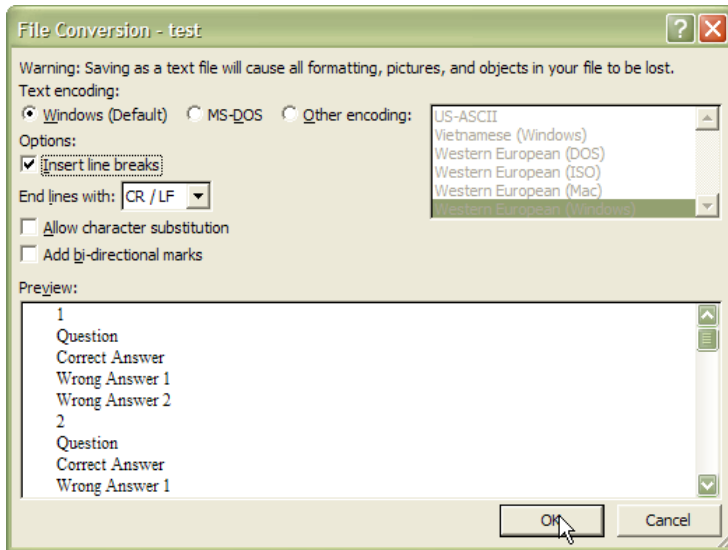 File Conversion - test
Warning: Saving as a text file will cause all formatting, pictures, and objects in your file to be lost.
Text encoding:
Windows (Default) MS-DOS Other encoding:
US-ASCII
Vietnamese (Windows)
Western European (DOS)
Western European (ISO)
Western European (Mac)
Western European (Windows)
Options:
Insert line breaks
End lines with: CR / LF
Allow character substitution
Add bi-directional marks
Preview:
1
Question
Correct Answer
Wrong Answer 1
Wrong Answer 2
2
Question
Correct Answer
Wrong Answer 1
OK Cancel